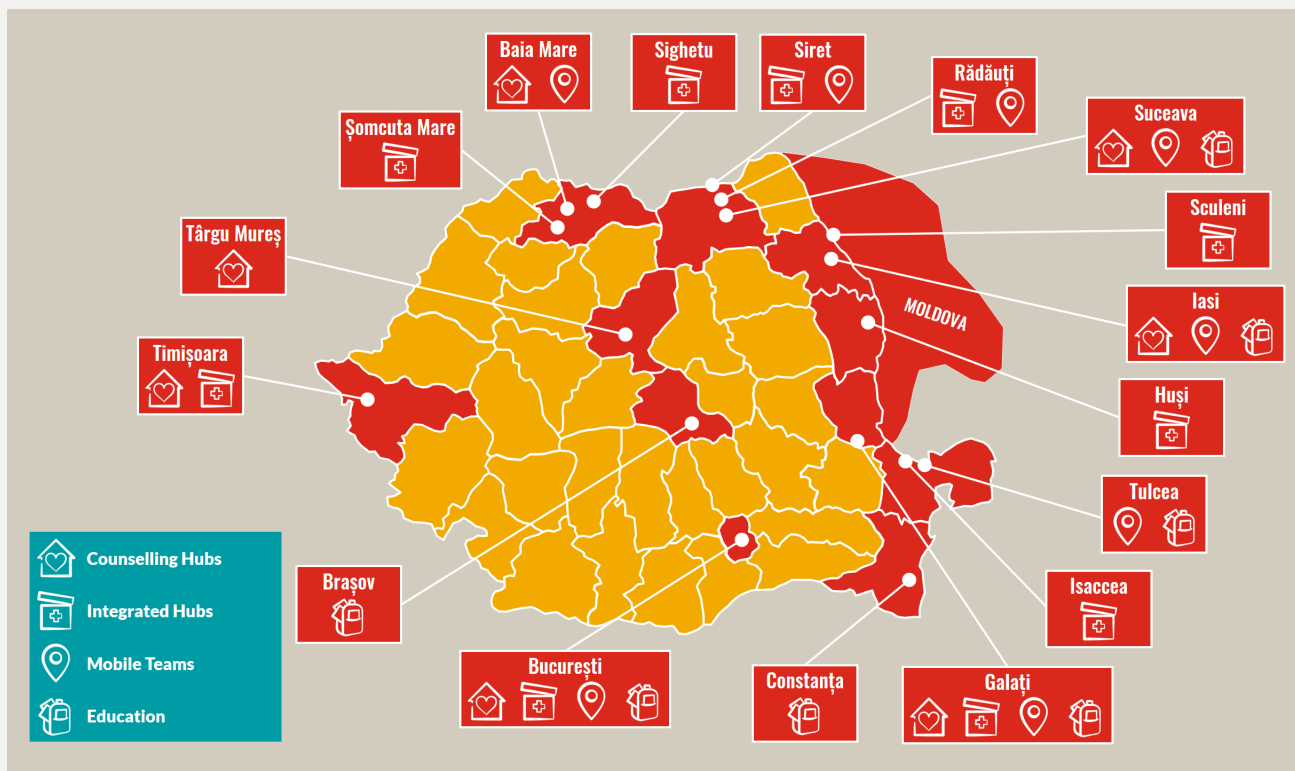 Baia Mare
Sighetu
Siret
Rădăuți
Suceava
Șomcuta Mare
Sculeni
Târgu Mureș
Iasi
MOLDOVA
Timișoara
Huși
Tulcea
Counselling Hubs
Integrated Hubs
Mobile Teams
Education
Brașov
Isaccea
București
Constanța
Galați